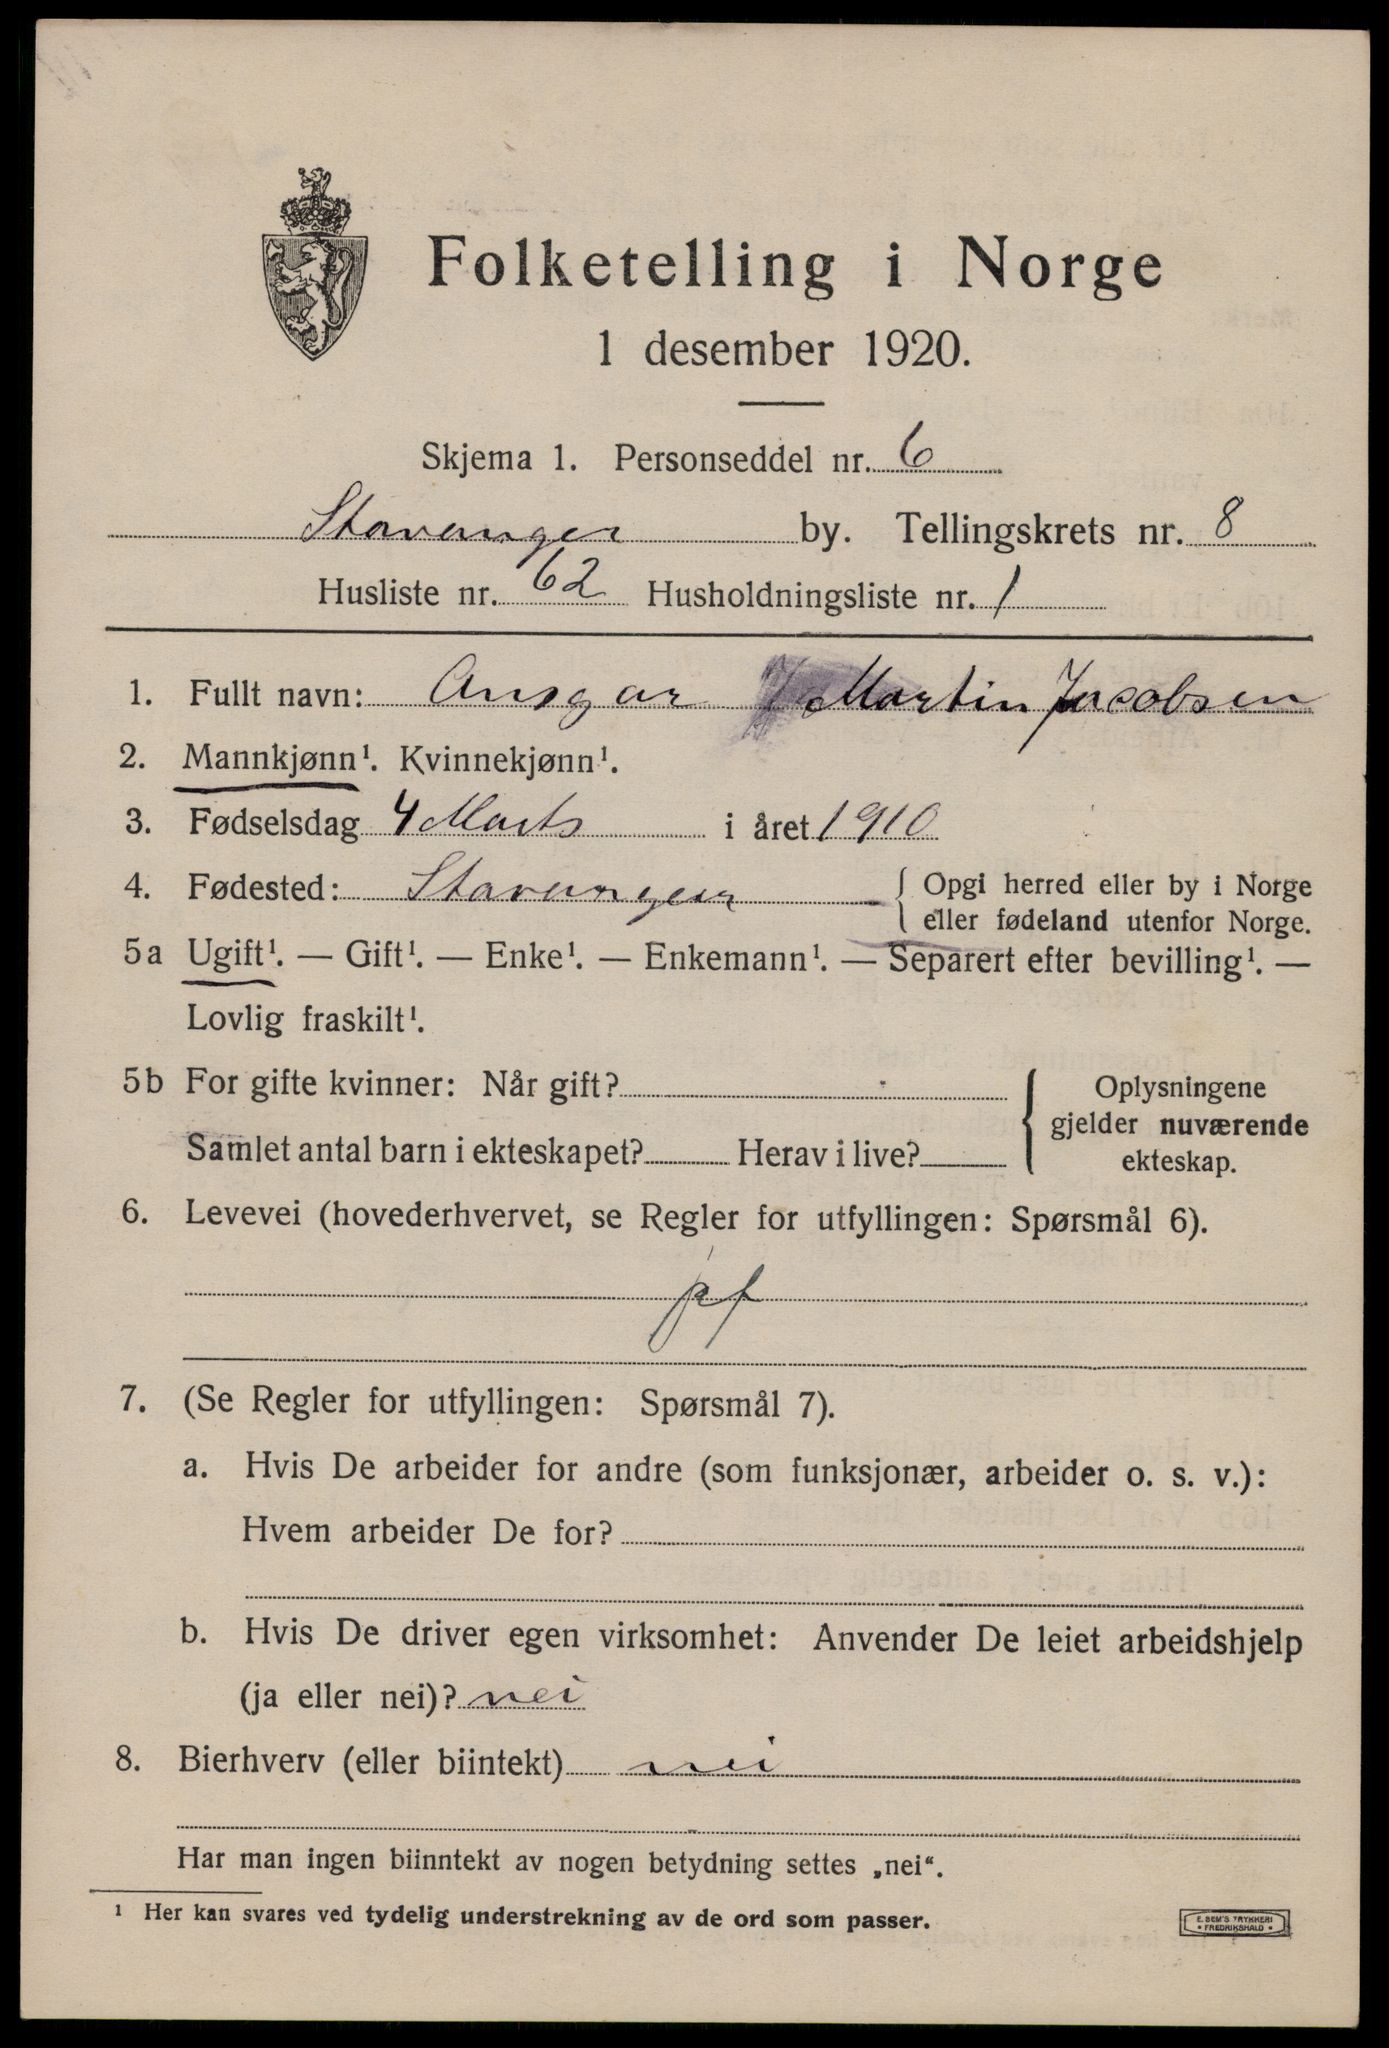 Folketelling i Norge
1 desember 1920.
Skjema 1. Personseddel nr. 6
Stavanger by. Tellingskrets nr. 8
Husliste nr. 62 Husholdningsliste nr. 1
1. Fullt navn: Ansgar Martin Jacobsen
2. Mannkjønn¹. Kvinnekjønn¹.
3. Fødselsdag 4 Marts i året 1910
4. Fødested: Stavanger { Opgi herred eller by i Norge
eller fødeland utenfor Norge.
5a Ugift¹. — Gift¹. — Enke¹. — Enkemann¹. — Separert efter bevilling¹. —
Lovlig fraskilt¹.
5b For gifte kvinner: Når gift? { Oplysningene
gjelder nuværende
Samlet antal barn i ekteskapet? Herav i live? ekteskap.
6. Levevei (hovederhvervet, se Regler for utfyllingen: Spørsmål 6).
pf
7. (Se Regler for utfyllingen: Spørsmål 7).
a. Hvis De arbeider for andre (som funksjonær, arbeider o. s. v.):
Hvem arbeider De for?
b. Hvis De driver egen virksomhet: Anvender De leiet arbeidshjelp
(ja eller nei)? nei
8. Bierhverv (eller biintekt) nei
Har man ingen biinntekt av nogen betydning settes „nei“.
¹ Her kan svares ved tydelig understrekning av de ord som passer.
E. SEM'S TRYKKERI
• FREDRIKSHALD •